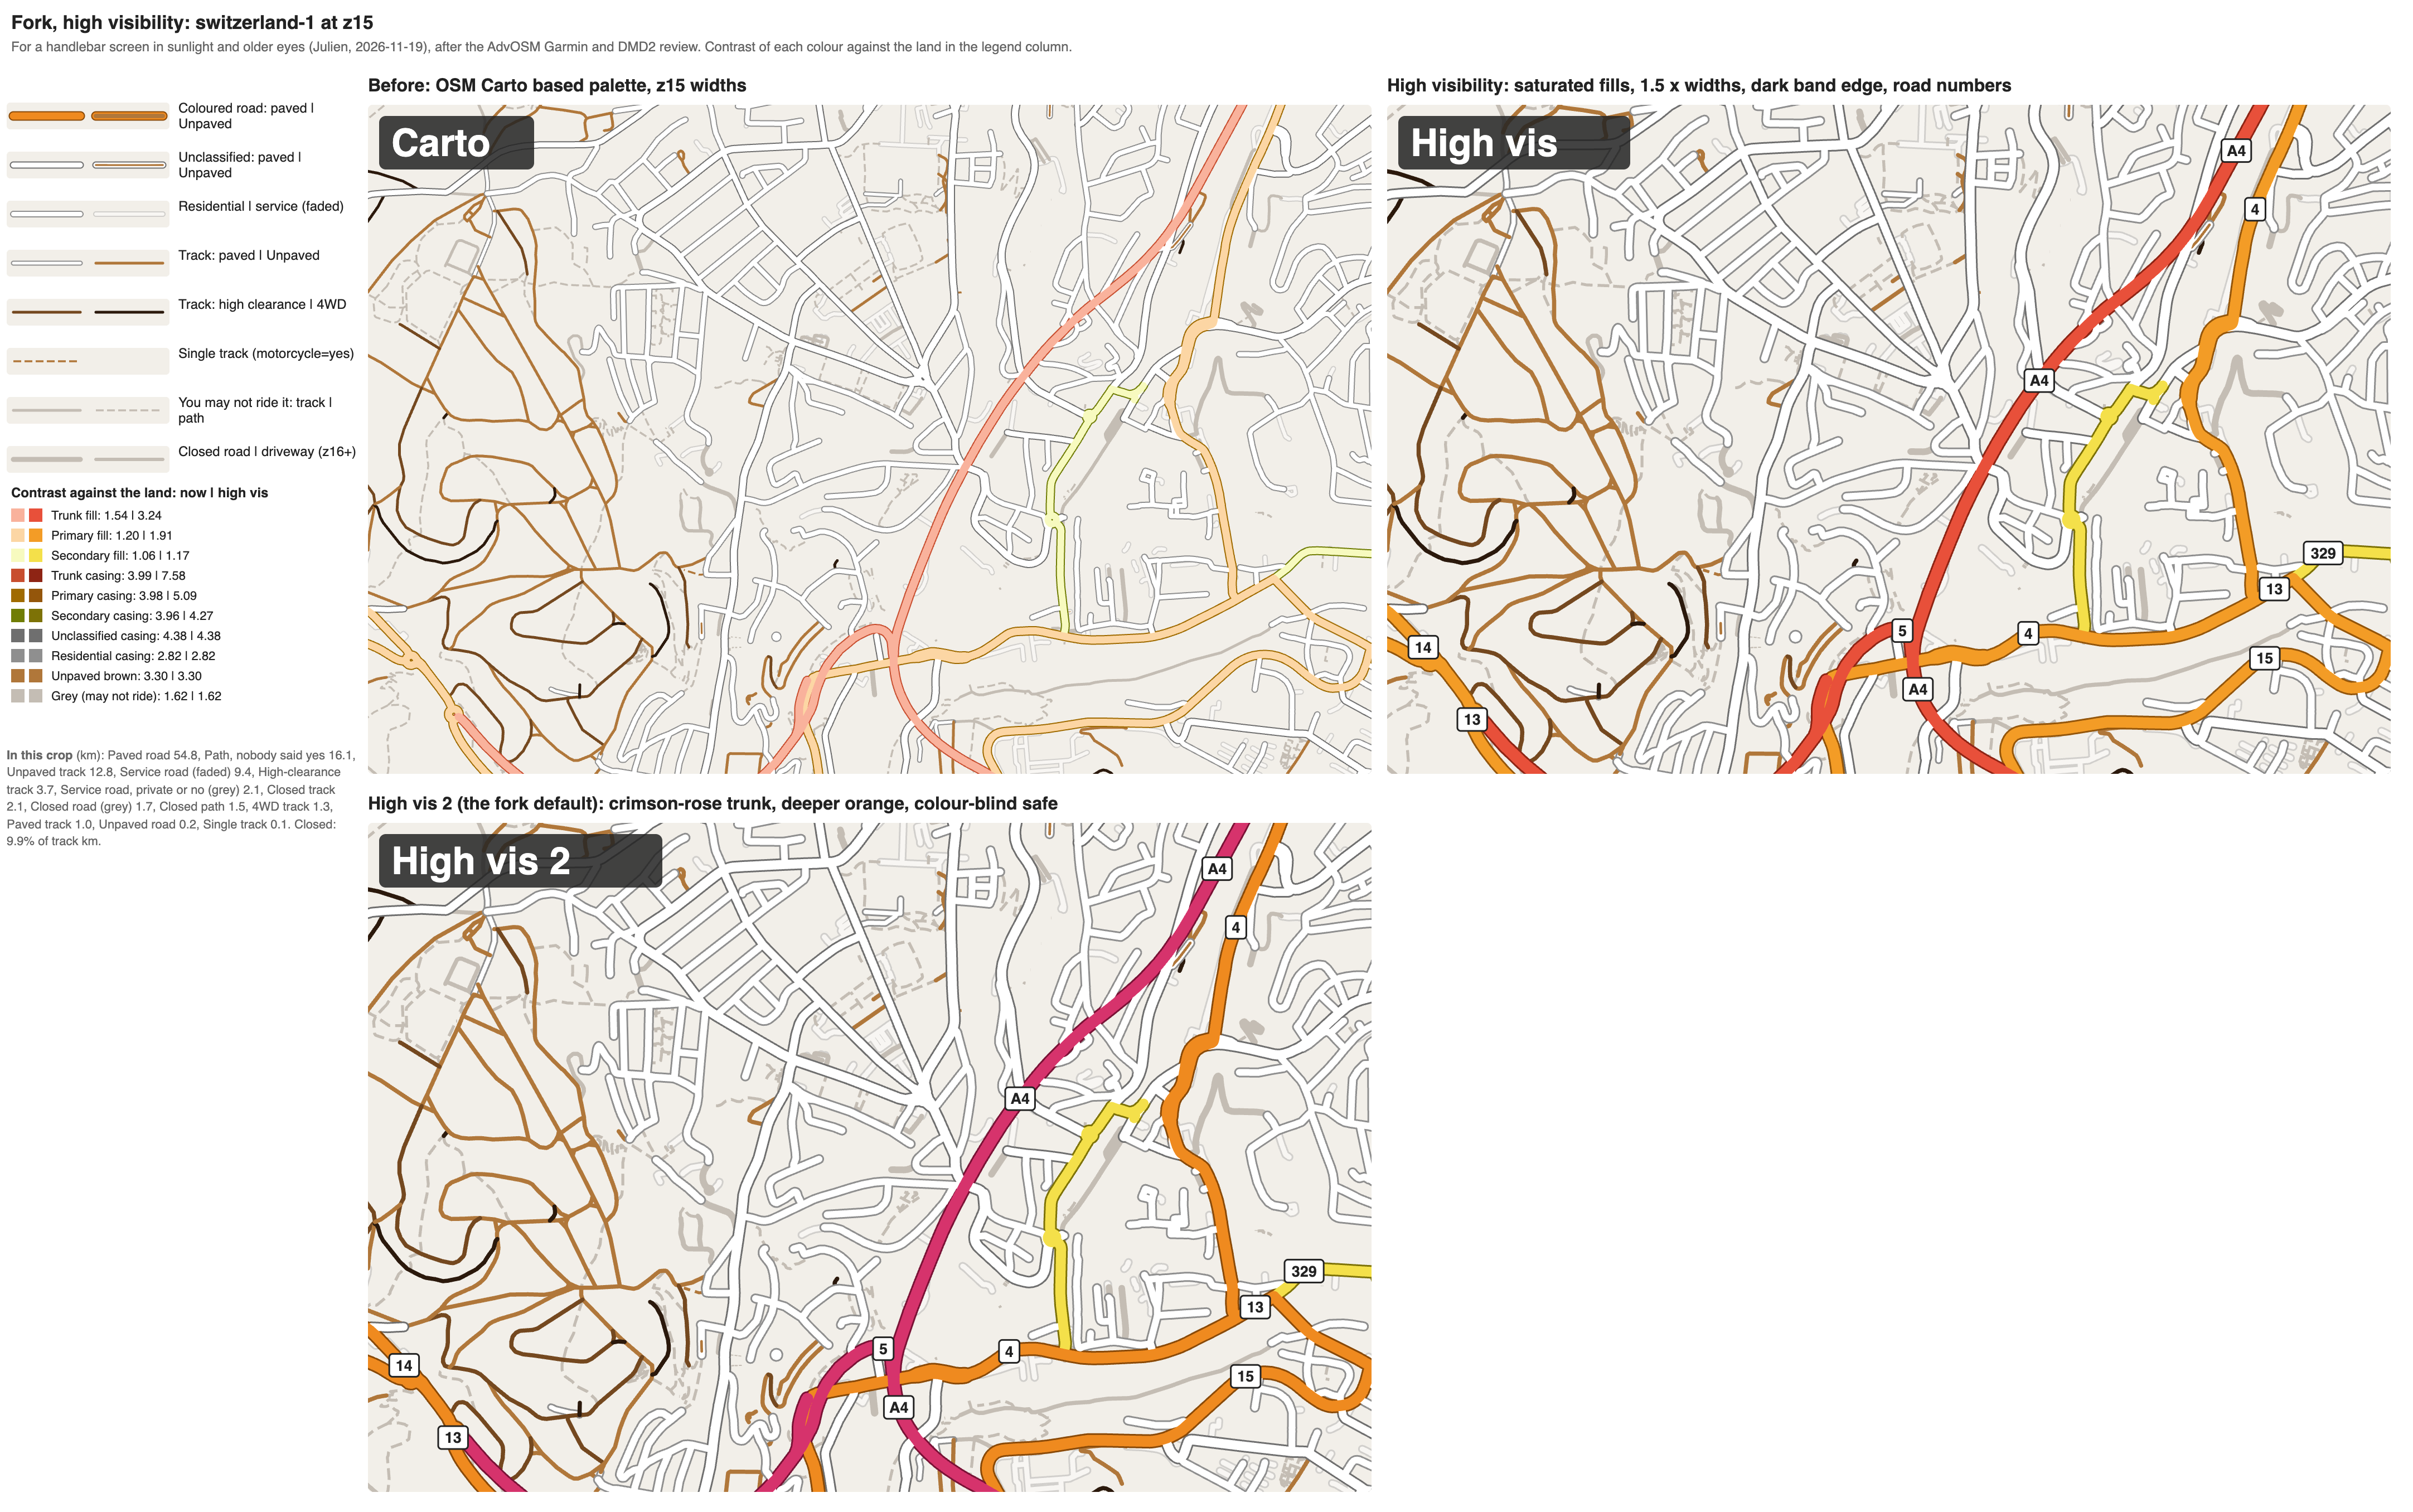 Fork, high visibility: switzerland-1 at z15
For a handlebar screen in sunlight and older eyes (Julien, 2026-11-19), after the AdvOSM Garmin and DMD2 review. Contrast of each colour against the land in the legend column.
Coloured road: paved |
Unpaved
Unclassified: paved |
Unpaved
Residential | service (faded)
Track: paved | Unpaved
Track: high clearance | 4WD
Single track (motorcycle=yes)
You may not ride it: track |
path
Closed road | driveway (z16+)
Contrast against the land: now | high vis
Trunk fill: 1.54 | 3.24
Primary fill: 1.20 | 1.91
Secondary fill: 1.06 | 1.17
Trunk casing: 3.99 | 7.58
Primary casing: 3.98 | 5.09
Secondary casing: 3.96 | 4.27
Unclassified casing: 4.38 | 4.38
Residential casing: 2.82 | 2.82
Unpaved brown: 3.30 | 3.30
Grey (may not ride): 1.62 | 1.62
In this crop (km): Paved road 54.8, Path, nobody said yes 16.1,
Unpaved track 12.8, Service road (faded) 9.4, High-clearance
track 3.7, Service road, private or no (grey) 2.1, Closed track
2.1, Closed road (grey) 1.7, Closed path 1.5, 4WD track 1.3,
Paved track 1.0, Unpaved road 0.2, Single track 0.1. Closed:
9.9% of track km.
Before: OSM Carto based palette, z15 widths
Carto
High visibility: saturated fills, 1.5 x widths, dark band edge, road numbers
High vis
A4
4
A4
329
13
5
4
14
15
A4
13
High vis 2 (the fork default): crimson-rose trunk, deeper orange, colour-blind safe
High vis 2
A4
4
A4
329
13
5
4
14
15
A4
13